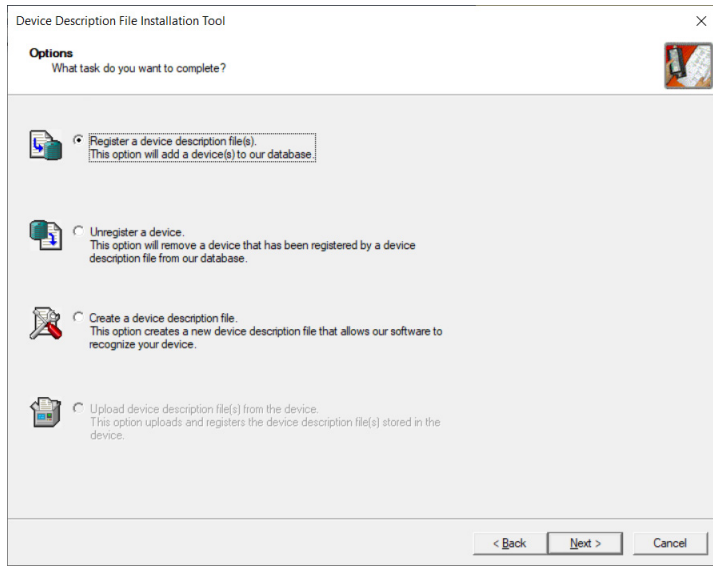 Device Description File Installation Tool
Options
What task do you want to complete?
Register a device description file(s).
This option will add a device(s) to our database.
Unregister a device.
This option will remove a device that has been registered by a device
description file from our database.
Create a device description file.
This option creates a new device description file that allows our software to
recognize your device.
Upload device description file(s) from the device.
This option uploads and registers the device description file(s) stored in the
device.
< Back
Next >
Cancel